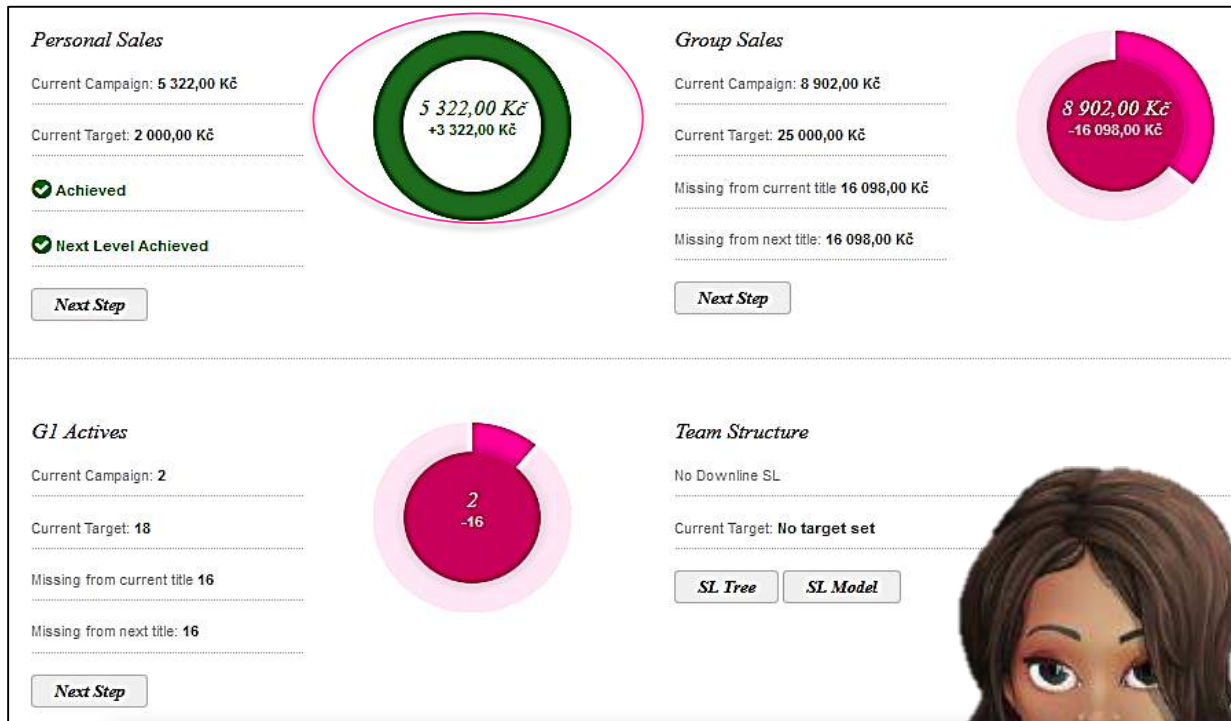 Personal Sales
Current Campaign: 5 322,00 Kč
Current Target: 2 000,00 Kč
Achieved
Next Level Achieved
Next Step
5 322,00 Kč
+3 322,00 Kč
Group Sales
Current Campaign: 8 902,00 Kč
Current Target: 25 000,00 Kč
Missing from current title 16 098,00 Kč
Missing from next title: 16 098,00 Kč
Next Step
8 902,00 Kč
-16 098,00 Kč
G1 Actives
Current Campaign: 2
Current Target: 18
Missing from current title 16
Missing from next title: 16
Next Step
2
-16
Team Structure
No Downline SL
Current Target: No target set
SL Tree
SL Model